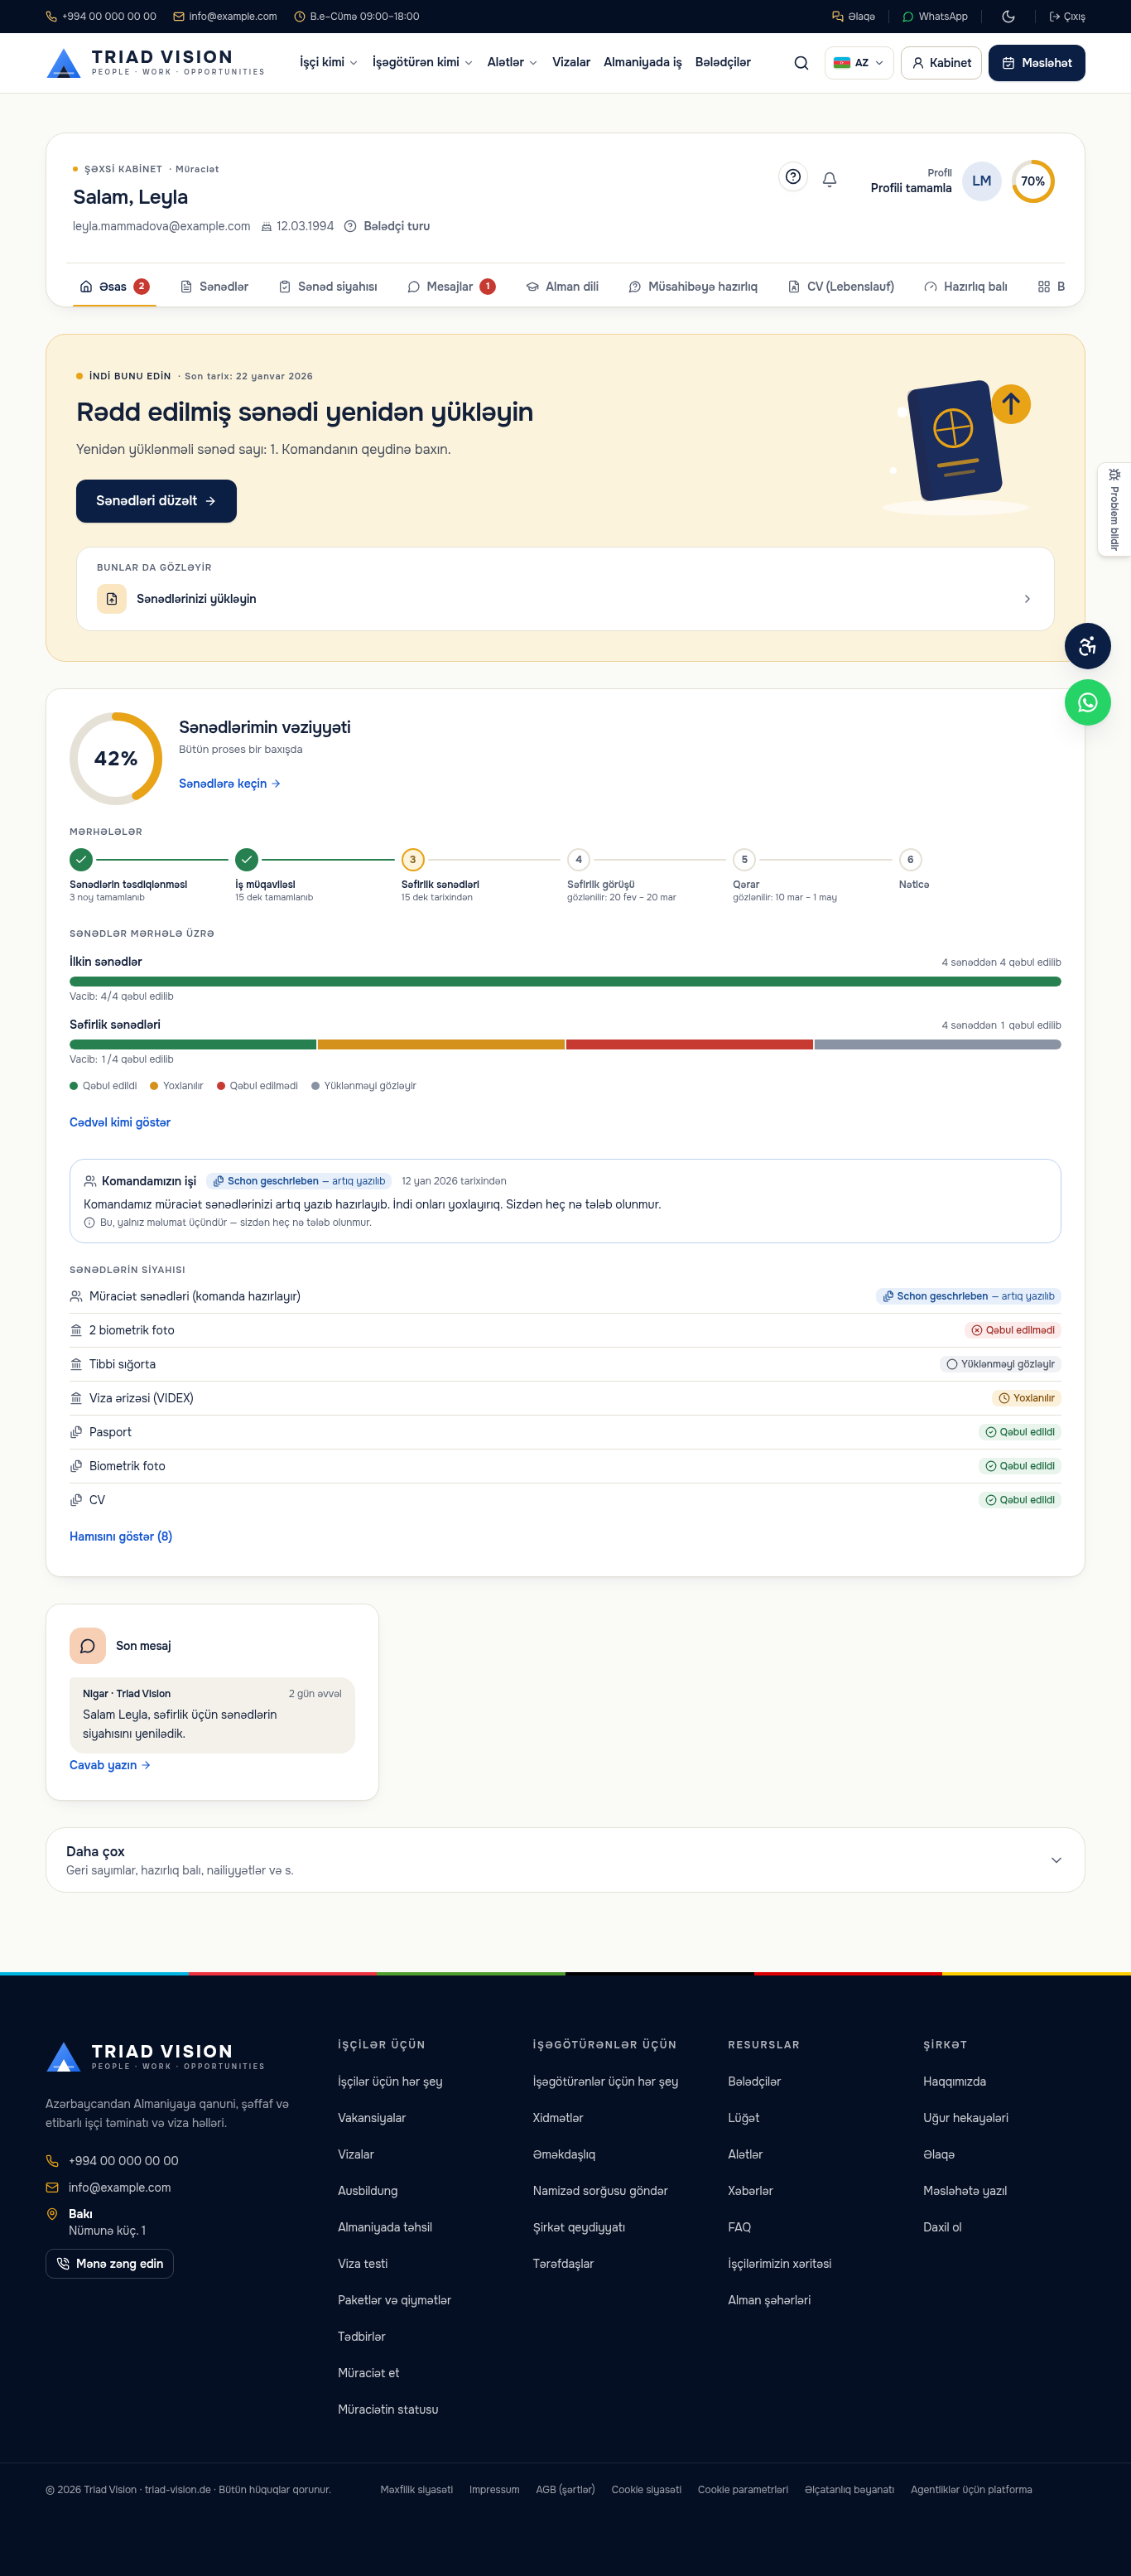 +994 00 000 00 00 info@example.com B.e–Cümə 09:00–18:00 Əlaqə WhatsApp Çıxış
TRIAD VISION
PEOPLE · WORK · OPPORTUNITIES
İşçi kimi İşəgötürən kimi Alətlər Vizalar Almaniyada iş Bələdçilər AZ Kabinet Məsləhət
ŞƏXSİ KABİNET · Müraciət
Salam, Leyla
leyla.mammadova@example.com 12.03.1994 Bələdçi turu
Profil
Profili tamamla
LM
70%
Əsas 2 Sənədlər Sənəd siyahısı Mesajlar 1 Alman dili Müsahibəyə hazırlıq CV (Lebenslauf) Hazırlıq balı B
İNDİ BUNU EDİN · Son tarix: 22 yanvar 2026
Rədd edilmiş sənədi yenidən yükləyin
Yenidən yüklənməli sənəd sayı: 1. Komandanın qeydinə baxın.
Sənədləri düzəlt
BUNLAR DA GÖZLƏYİR
Sənədlərinizi yükləyin
Problem bildir
42%
Sənədlərimin vəziyyəti
Bütün proses bir baxışda
Sənədlərə keçin
MƏRHƏLƏLƏR
3 4 5 6
Sənədlərin təsdiqlənməsi İş müqaviləsi Səfirlik sənədləri Səfirlik görüşü Qərar Nəticə
3 noy tamamlanıb 15 dek tamamlanıb 15 dek tarixindən gözlənilir: 20 fev – 20 mar gözlənilir: 10 mar – 1 may
SƏNƏDLƏR MƏRHƏLƏ ÜZRƏ
İlkin sənədlər 4 sənəddən 4 qəbul edilib
Vacib: 4/4 qəbul edilib
Səfirlik sənədləri 4 sənəddən 1 qəbul edilib
Vacib: 1/4 qəbul edilib
Qəbul edildi Yoxlanılır Qəbul edilmədi Yüklənməyi gözləyir
Cədvəl kimi göstər
Komandamızın işi Schon geschrieben — artıq yazılıb 12 yan 2026 tarixindən
Komandamız müraciət sənədlərinizi artıq yazıb hazırlayıb. İndi onları yoxlayırıq. Sizdən heç nə tələb olunmur.
Bu, yalnız məlumat üçündür — sizdən heç nə tələb olunmur.
SƏNƏDLƏRİN SİYAHISI
Müraciət sənədləri (komanda hazırlayır) Schon geschrieben — artıq yazılıb
2 biometrik foto Qəbul edilmədi
Tibbi sığorta Yüklənməyi gözləyir
Viza ərizəsi (VIDEX) Yoxlanılır
Pasport Qəbul edildi
Biometrik foto Qəbul edildi
CV Qəbul edildi
Hamısını göstər (8)
Son mesaj
Nigar · Triad Vision 2 gün əvvəl
Salam Leyla, səfirlik üçün sənədlərin
siyahısını yenilədik.
Cavab yazın
Daha çox
Geri sayımlar, hazırlıq balı, nailiyyətlər və s.
TRIAD VISION
PEOPLE · WORK · OPPORTUNITIES
Azərbaycandan Almaniyaya qanuni, şəffaf və
etibarlı işçi təminatı və viza həlləri.
+994 00 000 00 00
info@example.com
Bakı
Nümunə küç. 1
Mənə zəng edin
İŞÇİLƏR ÜÇÜN
İşçilər üçün hər şey
Vakansiyalar
Vizalar
Ausbildung
Almaniyada təhsil
Viza testi
Paketlər və qiymətlər
Tədbirlər
Müraciət et
Müraciətin statusu
İŞƏGÖTÜRƏNLƏR ÜÇÜN
İşəgötürənlər üçün hər şey
Xidmətlər
Əməkdaşlıq
Namizəd sorğusu göndər
Şirkət qeydiyyatı
Tərəfdaşlar
RESURSLAR
Bələdçilər
Lüğət
Alətlər
Xəbərlər
FAQ
İşçilərimizin xəritəsi
Alman şəhərləri
ŞİRKƏT
Haqqımızda
Uğur hekayələri
Əlaqə
Məsləhətə yazıl
Daxil ol
© 2026 Triad Vision · triad-vision.de · Bütün hüquqlar qorunur. Məxfilik siyasəti Impressum AGB (şərtlər) Cookie siyasəti Cookie parametrləri Əlçatanlıq bəyanatı Agentliklər üçün platforma